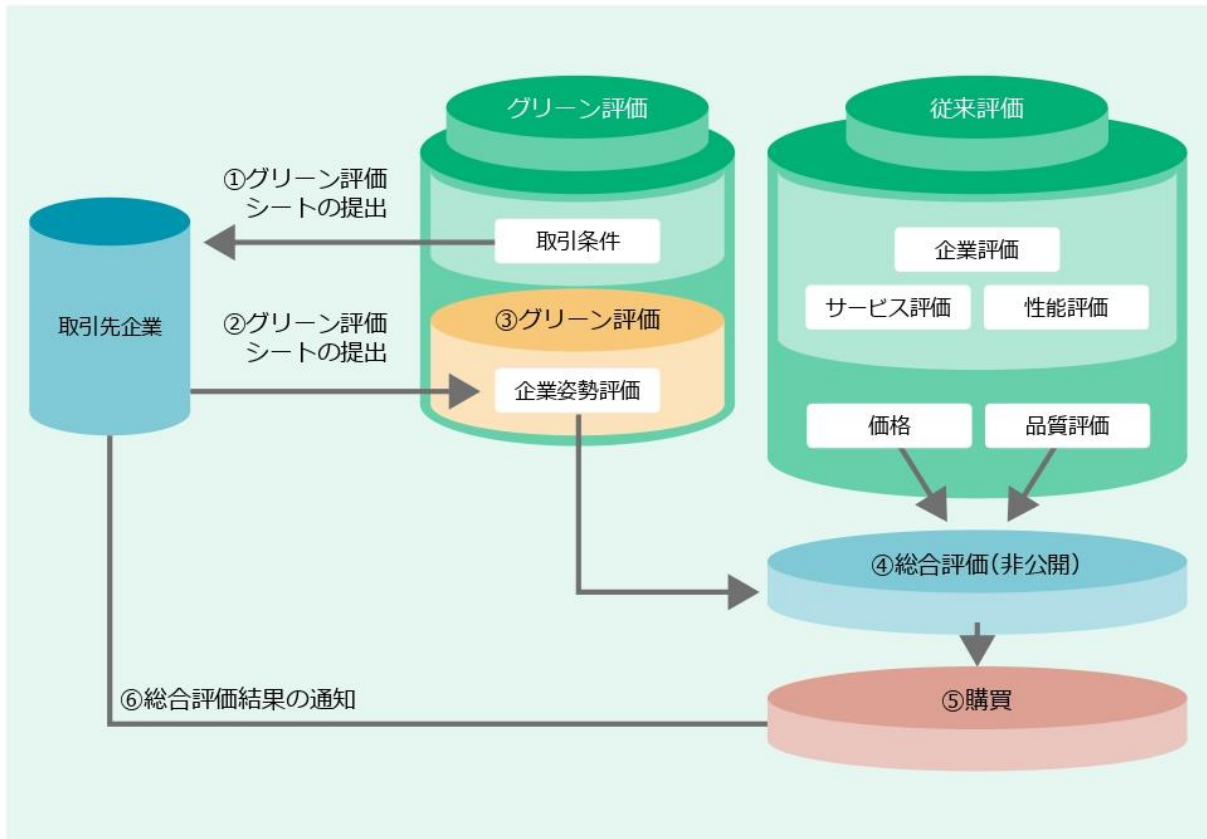 グリーン評価
従来評価
①グリーン評価
シートの提出
取引条件
取引先企業
②グリーン評価
シートの提出
③グリーン評価
企業姿勢評価
企業評価
サービス評価
性能評価
価格
品質評価
④総合評価(非公開)
⑤購買
⑥総合評価結果の通知